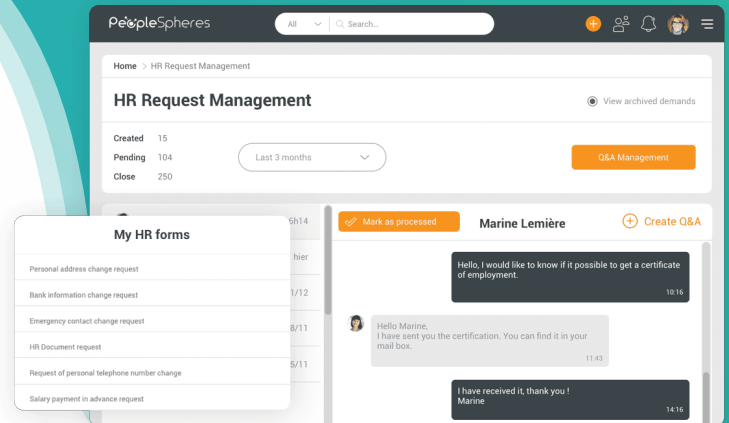 PeopleSpheres
All
Search...
Home > HR Request Management
HR Request Management
View archived demands
Created 15
Pending 104
Close 250
Last 3 months
Q&A Management
6h14
hier
1/12
8/11
5/11
My HR forms
Personal address change request
Bank information change request
Emergency contact change request
HR Document request
Request of personal telephone number change
Salary payment in advance request
Mark as processed
Marine Lemière
Create Q&A
Hello, I would like to know if it possible to get a certificate
of employment.
10:16
Hello Marine,
I have sent you the certification. You can find it in your
mail box.
11:43
I have received it, thank you !
Marine
14:16